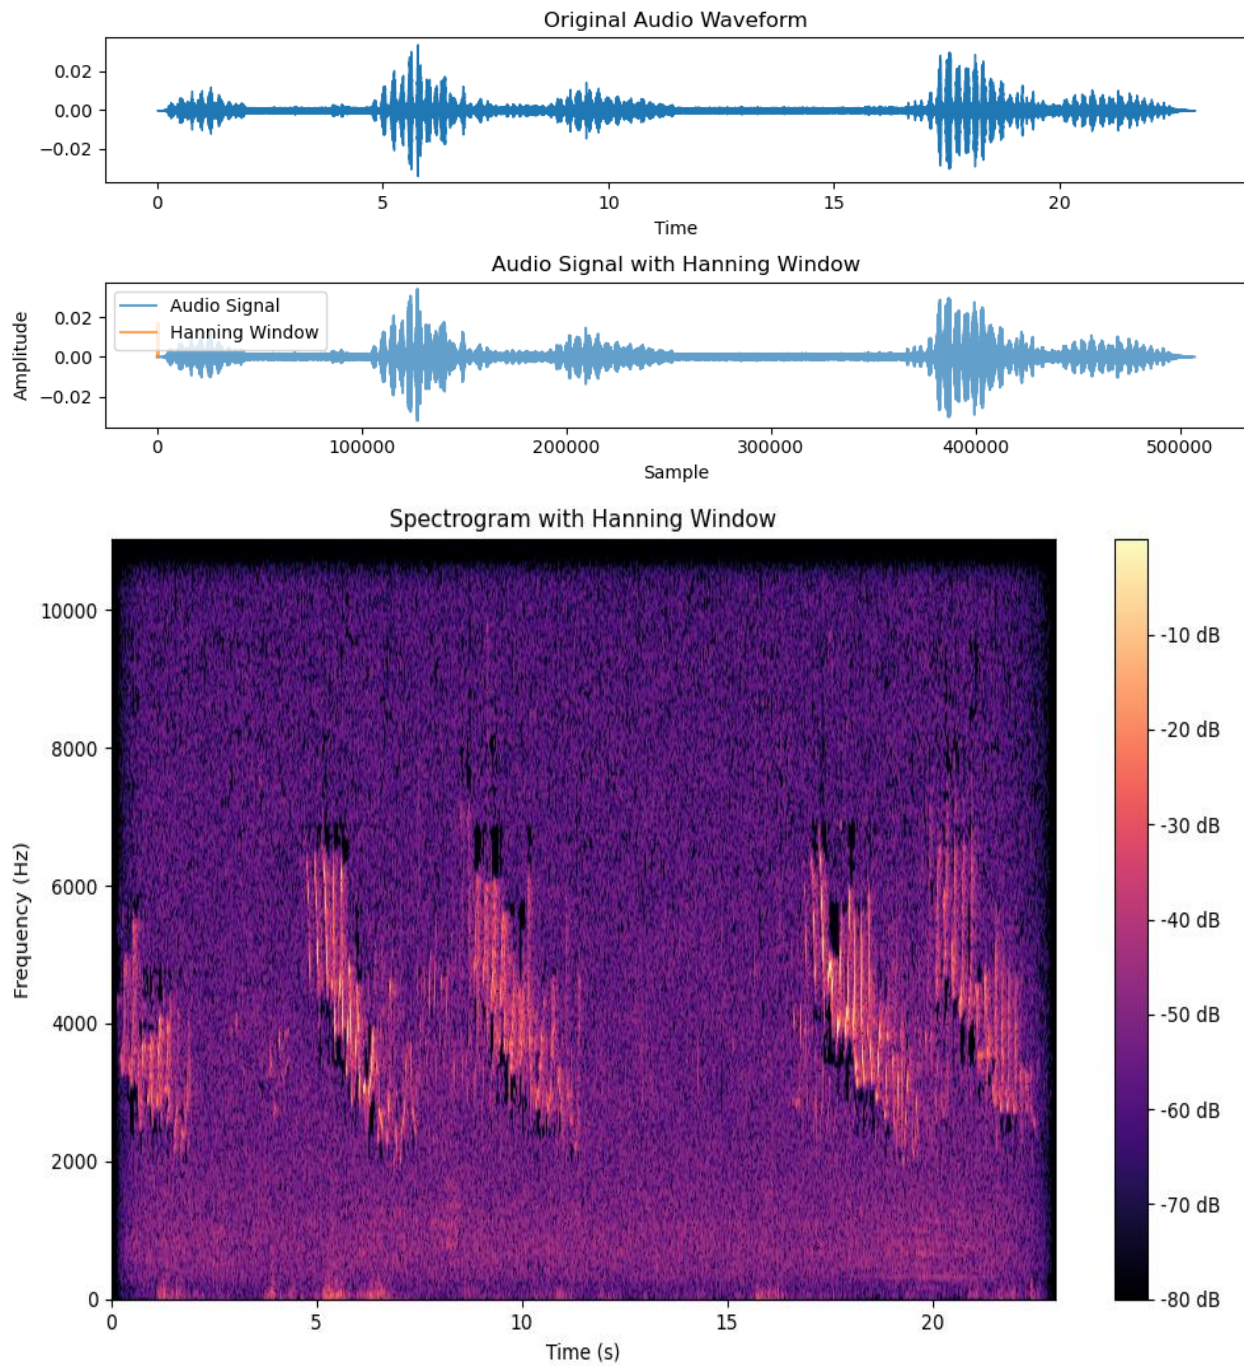 Original Audio Waveform
0.02
0.00
−0.02
0 5 10 15 20
Time
Audio Signal with Hanning Window
Audio Signal
Hanning Window
Amplitude
0.02
0.00
−0.02
0 100000 200000 300000 400000 500000
Sample
Spectrogram with Hanning Window
Frequency (Hz)
10000
8000
6000
4000
2000
0
0 5 10 15 20
Time (s)
-10 dB
-20 dB
-30 dB
-40 dB
-50 dB
-60 dB
-70 dB
-80 dB